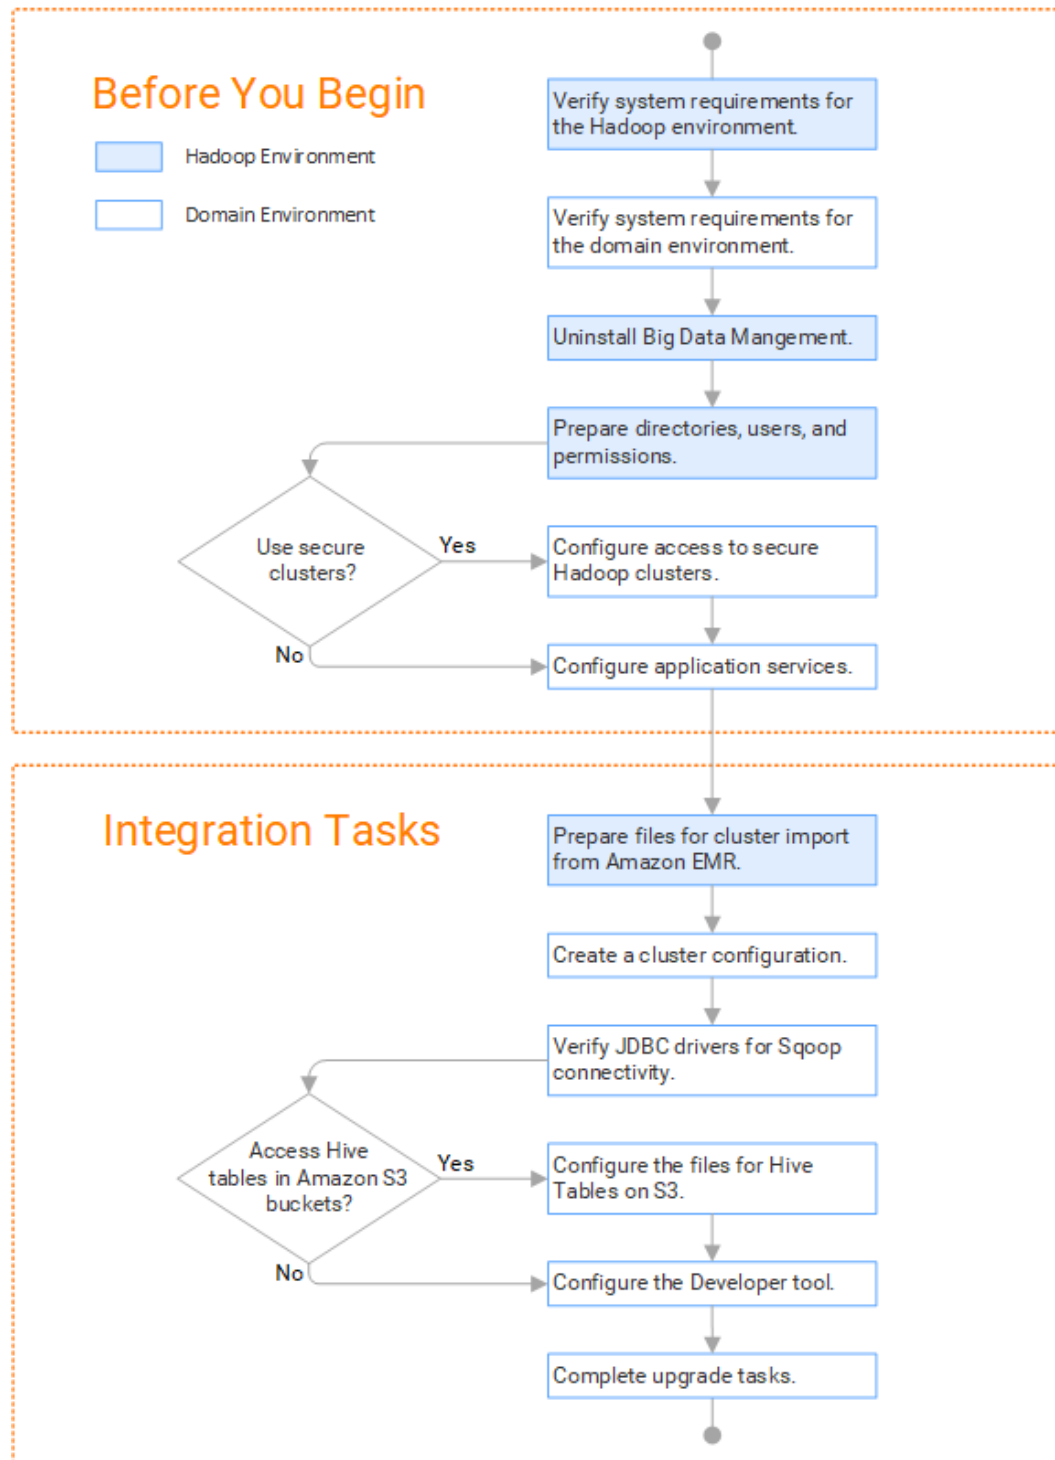 Before You Begin
Hadoop Environment
Domain Environment
Verify system requirements for
the Hadoop environment.
Verify system requirements for
the domain environment.
Uninstall Big Data Mangement.
Prepare directories, users, and
permissions.
Use secure
clusters?
Yes
No
Configure access to secure
Hadoop clusters.
Configure application services.
Integration Tasks
Prepare files for cluster import
from Amazon EMR.
Create a cluster configuration.
Verify JDBC drivers for Sqoop
connectivity.
Access Hive
tables in Amazon S3
buckets?
Yes
No
Configure the files for Hive
Tables on S3.
Configure the Developer tool.
Complete upgrade tasks.